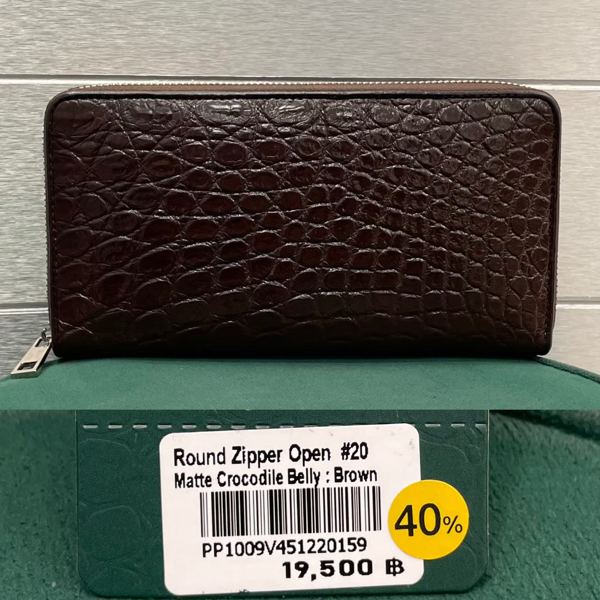 Round Zipper Open #20
Matte Crocodile Belly : Brown
PP1009V451220159
19,500 ฿
40%